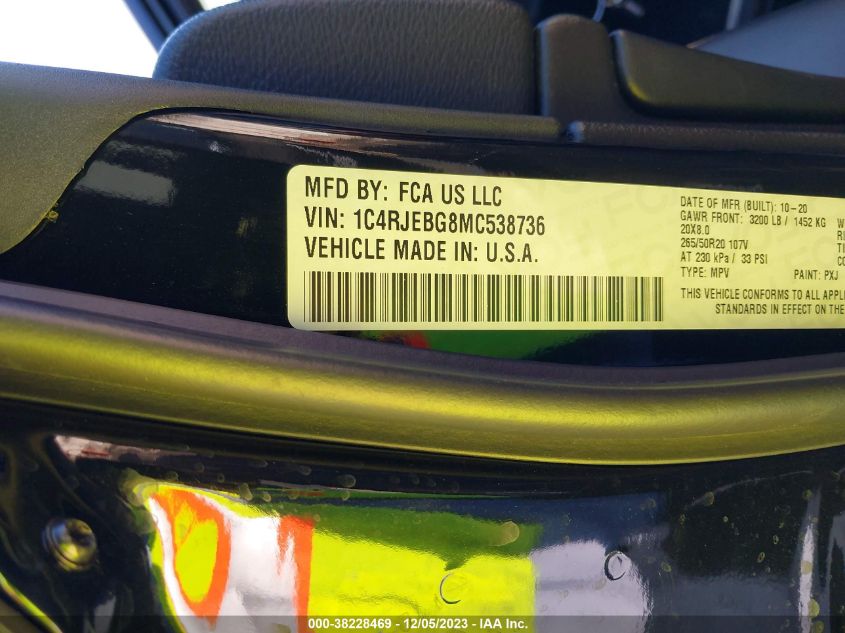 MFD BY: FCA US LLC
VIN: 1C4RJEBG8MC538736
VEHICLE MADE IN: U.S.A.
DATE OF MFR (BUILT): 10-20
GAWR FRONT: 3200 LB / 1452 KG
20X8.0
265/50R20 107V
AT 230 kPa / 33 PSI
TYPE: MPV PAINT: PXJ
THIS VEHICLE CONFORMS TO ALL APPL
STANDARDS IN EFFECT ON THE
000-38228469 - 12/05/2023 - IAA Inc.